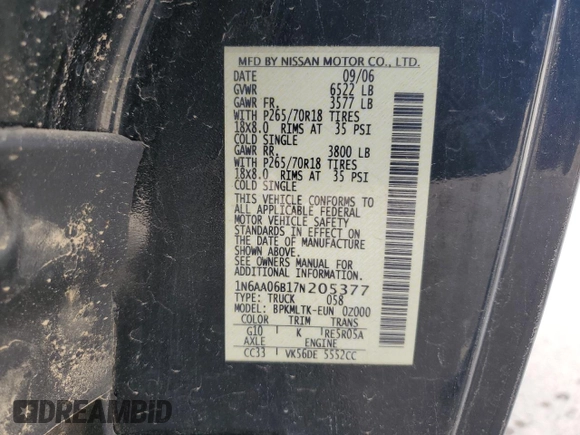 MFD BY NISSAN MOTOR CO., LTD.
DATE 09/06
GVWR 6522 LB
GAWR FR. 3577 LB
WITH P265/70R18 TIRES
18X8.0 RIMS AT 35 PSI
COLD SINGLE
GAWR RR. 3800 LB
WITH P265/70R18 TIRES
18X8.0 RIMS AT 35 PSI
COLD SINGLE
THIS VEHICLE CONFORMS TO
ALL APPLICABLE FEDERAL
MOTOR VEHICLE SAFETY
STANDARDS IN EFFECT ON
THE DATE OF MANUFACTURE
SHOWN ABOVE.
SEE OWNERS MANUAL FOR
ADDITIONAL INFORMATION.
1N6AA06B17N205377
TYPE: TRUCK 058
MODEL: BPKMLTK-EUN 02000
COLOR TRIM TRANS
G10 K RE5R05A
AXLE ENGINE
CC33 VK56DE 5552CC
DREAMBID